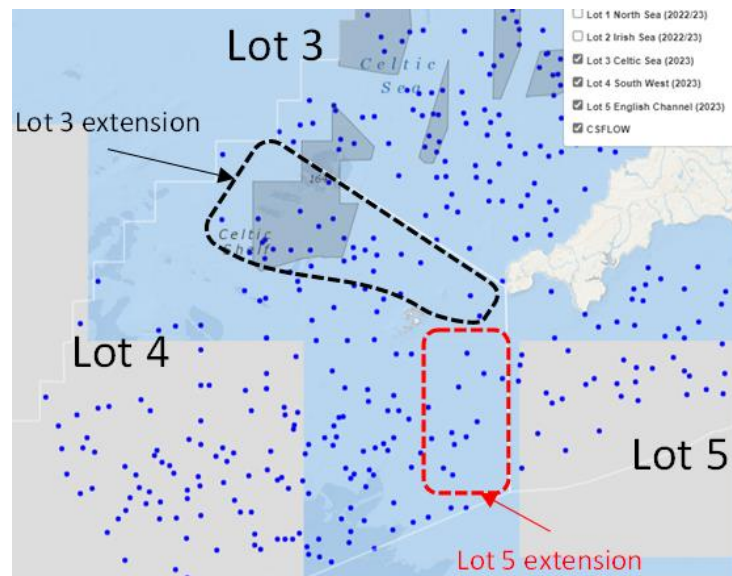 Lot 1 North Sea (2022/23)
Lot 2 Irish Sea (2022/23)
Lot 3 Celtic Sea (2023)
Lot 4 South West (2023)
Lot 5 English Channel (2023)
CSFLOW
Lot 3
Celtic
Sea
Lot 3 extension
Celtic
Shelf
Lot 4
Lot 5
Lot 5 extension